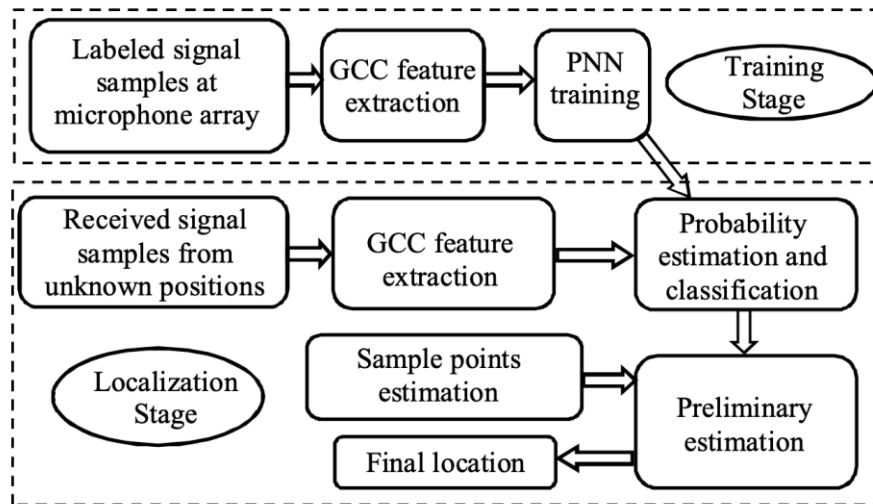 Labeled signal
samples at
microphone array
GCC feature
extraction
PNN
training
Training
Stage
Received signal
samples from
unknown positions
GCC feature
extraction
Probability
estimation and
classification
Localization
Stage
Sample points
estimation
Preliminary
estimation
Final location